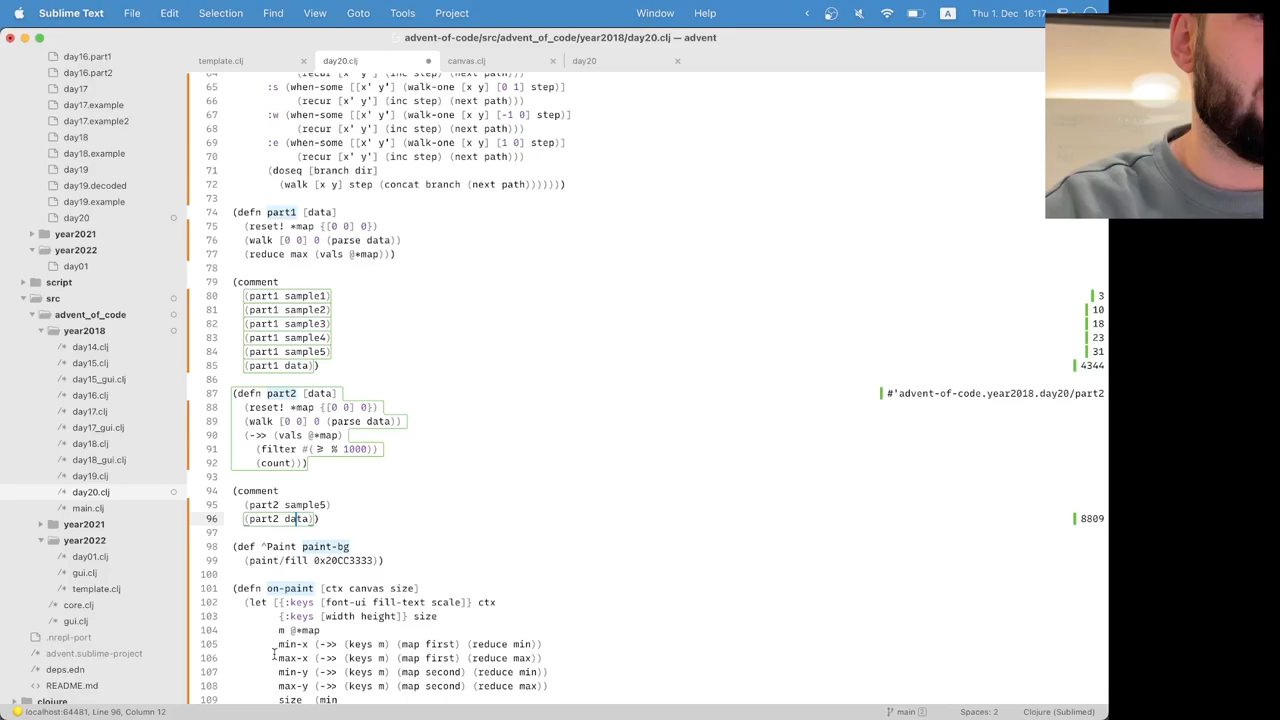 Sublime Text File Edit Selection Find View Goto Tools Project Window Help A Thu 1. Dec 16:17
advent-of-code/src/advent_of_code/year2018/day20.clj — advent
template.clj × day20.clj canvas.clj × day20 ×
day16.part1
day16.part2
day17
day17.example
day17.example2
day18
day18.example
day19
day19.decoded
day19.example
day20
year2021
year2022
day01
script
src
advent_of_code
year2018
day14.clj
day15.clj
day15_gui.clj
day16.clj
day17.clj
day17_gui.clj
day18.clj
day18_gui.clj
day19.clj
day20.clj
main.clj
year2021
year2022
day01.clj
gui.clj
template.clj
core.clj
gui.clj
.nrepl-port
advent.sublime-project
deps.edn
README.md
clojure
64 (recur [x' y'] (inc step) (next path)))
65 :s (when-some [[x' y'] (walk-one [x y] [0 1] step)]
66 (recur [x' y'] (inc step) (next path)))
67 :w (when-some [[x' y'] (walk-one [x y] [-1 0] step)]
68 (recur [x' y'] (inc step) (next path)))
69 :e (when-some [[x' y'] (walk-one [x y] [1 0] step)]
70 (recur [x' y'] (inc step) (next path)))
71 (doseq [branch dir]
72 (walk [x y] step (concat branch (next path))))))
73
74 (defn part1 [data]
75 (reset! *map {[0 0] 0})
76 (walk [0 0] 0 (parse data))
77 (reduce max (vals @*map)))
78
79 (comment
80 (part1 sample1) 3
81 (part1 sample2) 10
82 (part1 sample3) 18
83 (part1 sample4) 23
84 (part1 sample5) 31
85 (part1 data)) 4344
86
87 (defn part2 [data] #'advent-of-code.year2018.day20/part2
88 (reset! *map {[0 0] 0})
89 (walk [0 0] 0 (parse data))
90 (->> (vals @*map)
91 (filter #(≥ % 1000))
92 (count)))
93
94 (comment
95 (part2 sample5)
96 (part2 data)) 8809
97
98 (def ^Paint paint-bg
99 (paint/fill 0x20CC3333))
100
101 (defn on-paint [ctx canvas size]
102 (let [{:keys [font-ui fill-text scale]} ctx
103 {:keys [width height]} size
104 m @*map
105 min-x (->> (keys m) (map first) (reduce min))
106 max-x (->> (keys m) (map first) (reduce max))
107 min-y (->> (keys m) (map second) (reduce min))
108 max-y (->> (keys m) (map second) (reduce max))
109 size (min
localhost:64481, Line 96, Column 12 main 2 Spaces: 2 Clojure (Sublimed)